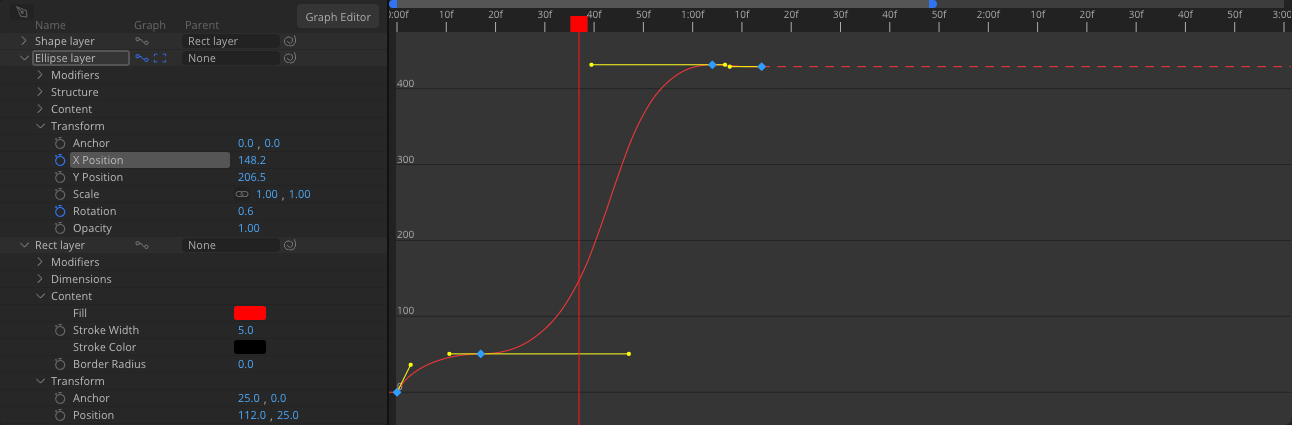 Name Graph Parent Graph Editor
Shape layer Rect layer
Ellipse layer None
Modifiers
Structure
Content
Transform
Anchor 0.0 , 0.0
X Position 148.2
Y Position 206.5
Scale 1.00 , 1.00
Rotation 0.6
Opacity 1.00
Rect layer None
Modifiers
Dimensions
Content
Fill
Stroke Width 5.0
Stroke Color
Border Radius 0.0
Transform
Anchor 25.0 , 0.0
Position 112.0 , 25.0
0:00f 10f 20f 30f 40f 50f 1:00f 10f 20f 30f 40f 50f 2:00f 10f 20f 30f 40f 50f 3:00
400
300
200
100
0